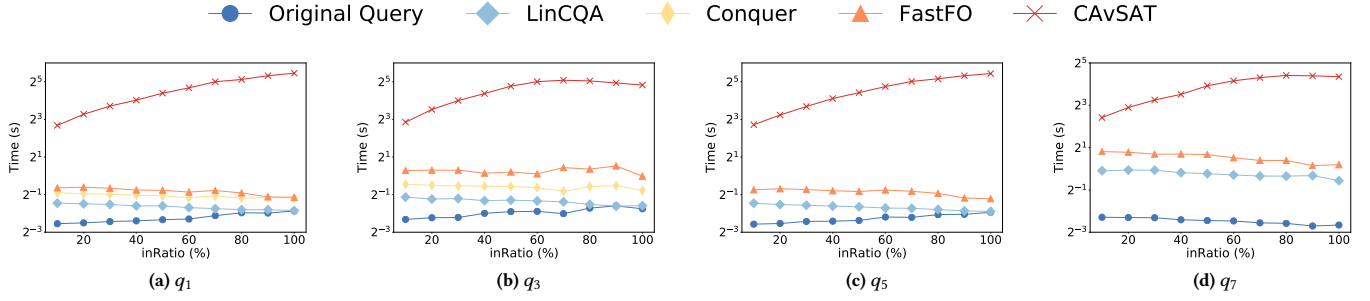 Original Query LinCQA Conquer FastFO CAvSAT
Time (s)
2^5
2^3
2^1
2^-1
2^-3
20 40 60 80 100
inRatio (%)
(a) q1
Time (s)
2^5
2^3
2^1
2^-1
2^-3
20 40 60 80 100
inRatio (%)
(b) q3
Time (s)
2^5
2^3
2^1
2^-1
2^-3
20 40 60 80 100
inRatio (%)
(c) q5
Time (s)
2^5
2^3
2^1
2^-1
2^-3
20 40 60 80 100
inRatio (%)
(d) q7